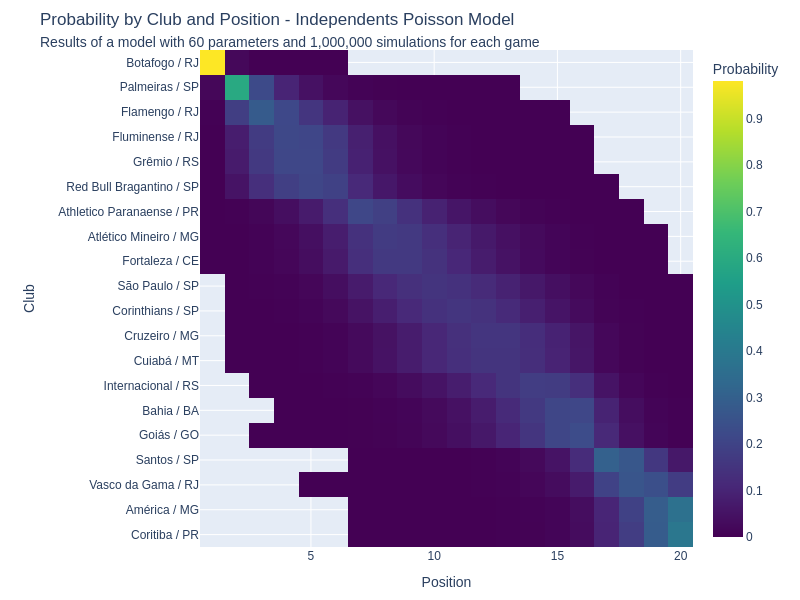 Probability by Club and Position - Independents Poisson Model
Results of a model with 60 parameters and 1,000,000 simulations for each game
Probability
Club
Botafogo / RJ
Palmeiras / SP
Flamengo / RJ
Fluminense / RJ
Grêmio / RS
Red Bull Bragantino / SP
Athletico Paranaense / PR
Atlético Mineiro / MG
Fortaleza / CE
São Paulo / SP
Corinthians / SP
Cruzeiro / MG
Cuiabá / MT
Internacional / RS
Bahia / BA
Goiás / GO
Santos / SP
Vasco da Gama / RJ
América / MG
Coritiba / PR
0.9
0.8
0.7
0.6
0.5
0.4
0.3
0.2
0.1
0
5 10 15 20
Position